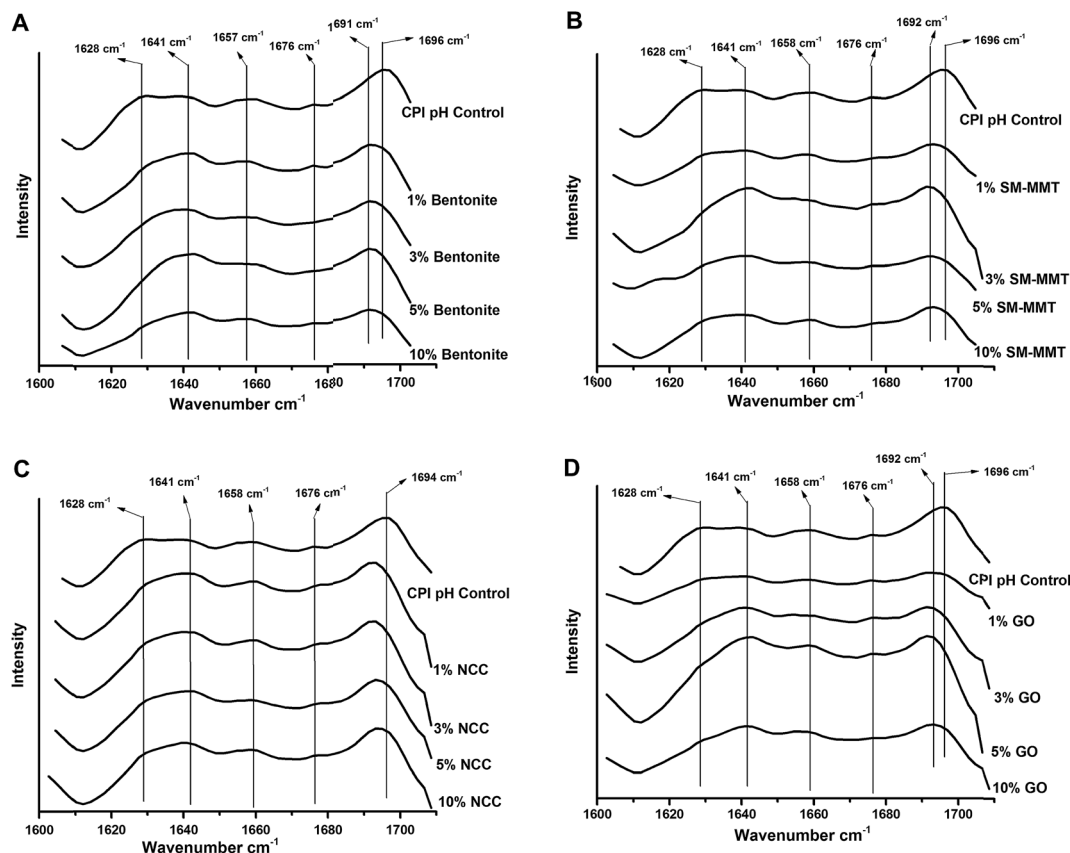 A
1628 cm⁻¹
1641 cm⁻¹
1657 cm⁻¹
1676 cm⁻¹
1691 cm⁻¹
1696 cm⁻¹
CPI pH Control
1% Bentonite
3% Bentonite
5% Bentonite
10% Bentonite
Intensity
1600 1620 1640 1660 1680 1700
Wavenumber cm⁻¹
B
1628 cm⁻¹
1641 cm⁻¹
1658 cm⁻¹
1676 cm⁻¹
1692 cm⁻¹
1696 cm⁻¹
CPI pH Control
1% SM-MMT
3% SM-MMT
5% SM-MMT
10% SM-MMT
Intensity
1600 1620 1640 1660 1680 1700
Wavenumber cm⁻¹
C
1628 cm⁻¹
1641 cm⁻¹
1658 cm⁻¹
1676 cm⁻¹
1694 cm⁻¹
CPI pH Control
1% NCC
3% NCC
5% NCC
10% NCC
Intensity
1600 1620 1640 1660 1680 1700
Wavenumber cm⁻¹
D
1628 cm⁻¹
1641 cm⁻¹
1658 cm⁻¹
1676 cm⁻¹
1692 cm⁻¹
1696 cm⁻¹
CPI pH Control
1% GO
3% GO
5% GO
10% GO
Intensity
1600 1620 1640 1660 1680 1700
Wavenumber cm⁻¹